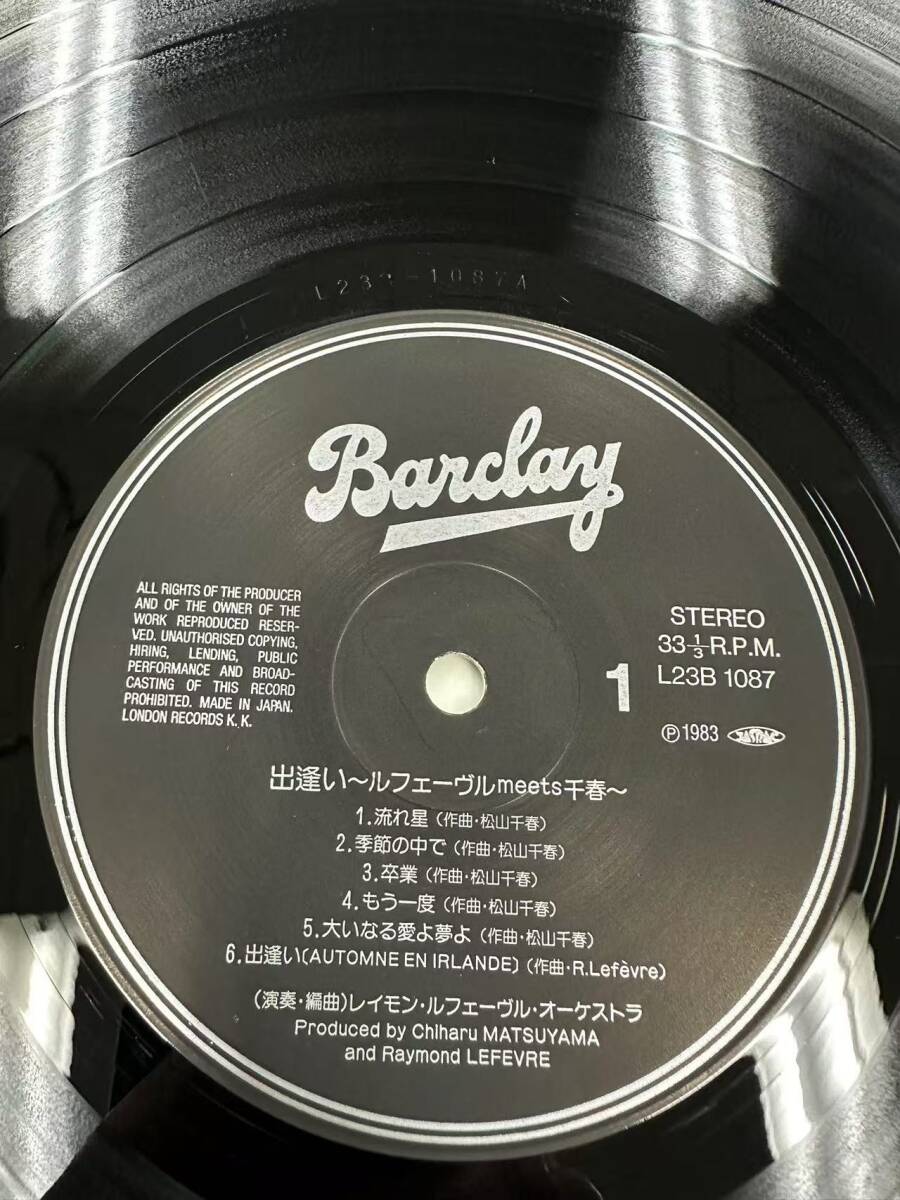 L23 -1087A
Barclay
ALL RIGHTS OF THE PRODUCER
AND OF THE OWNER OF THE
WORK REPRODUCED RESER-
VED. UNAUTHORISED COPYING,
HIRING, LENDING, PUBLIC
PERFORMANCE AND BROAD-
CASTING OF THIS RECORD
PROHIBITED. MADE IN JAPAN.
LONDON RECORDS K. K.
STEREO
33 1/3 R.P.M.
1
L23B 1087
Ⓟ1983 JASRAC
出逢い〜ルフェーヴルmeets千春〜
1.流れ星(作曲・松山千春)
2.季節の中で(作曲・松山千春)
3.卒業(作曲・松山千春)
4.もう一度(作曲・松山千春)
5.大いなる愛よ夢よ(作曲・松山千春)
6.出逢い〔AUTOMNE EN IRLANDE〕(作曲・R.Lefèvre)
(演奏・編曲)レイモン・ルフェーヴル・オーケストラ
Produced by Chiharu MATSUYAMA
and Raymond LEFEVRE